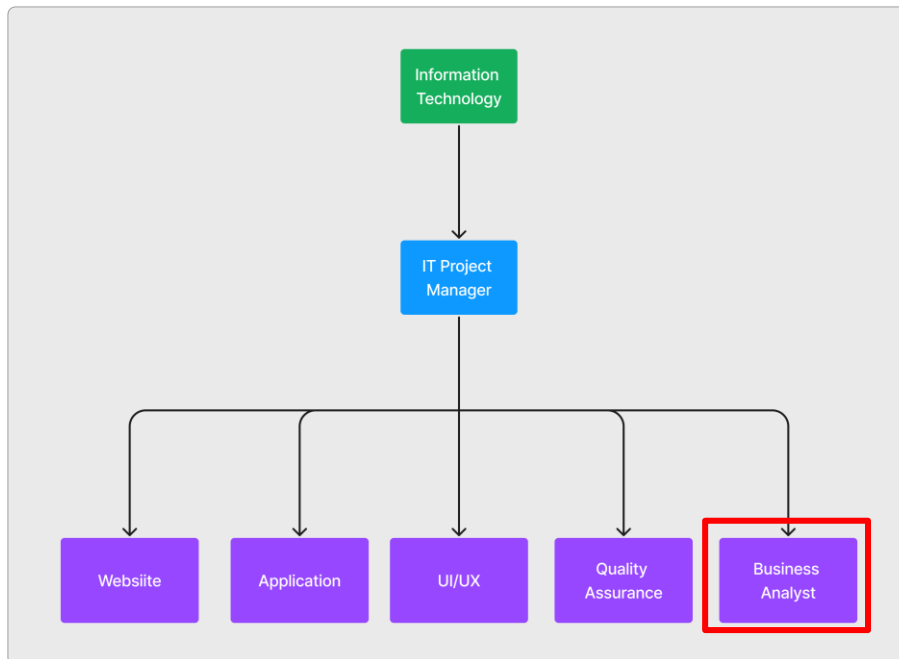 Information
Technology
IT Project
Manager
Websiite
Application
UI/UX
Quality
Assurance
Business
Analyst